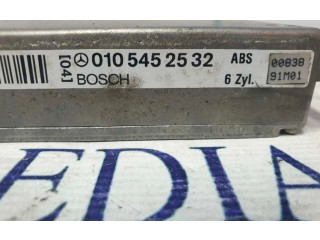 [04] 010 545 25 32 ABS 00838
BOSCH 6 Zyl. 91M01
EDIA